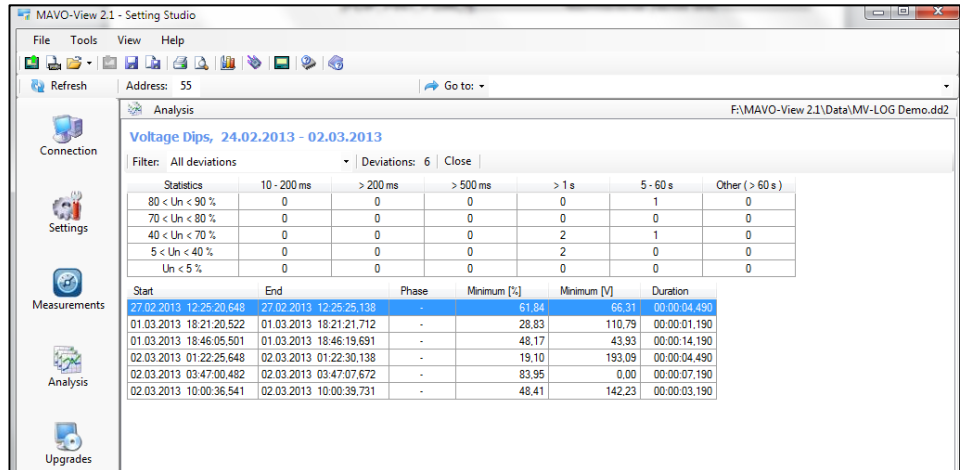 MAVO-View 2.1 - Setting Studio
File Tools View Help
Refresh Address: 55 Go to:
Analysis F:\MAVO-View 2.1\Data\MV-LOG Demo.dd2
Connection
Voltage Dips, 24.02.2013 - 02.03.2013
Filter: All deviations Deviations: 6 Close
Statistics 10 - 200 ms > 200 ms > 500 ms > 1 s 5 - 60 s Other ( > 60 s )
80 < Un < 90 % 0 0 0 0 1 0
70 < Un < 80 % 0 0 0 0 0 0
Settings
40 < Un < 70 % 0 0 0 2 1 0
5 < Un < 40 % 0 0 0 2 0 0
Un < 5 % 0 0 0 0 0 0
Start End Phase Minimum [%] Minimum [V] Duration
Measurements
27.02.2013 12:25:20,648 27.02.2013 12:25:25,138 - 61,84 66,31 00:00:04,490
01.03.2013 18:21:20,522 01.03.2013 18:21:21,712 - 28,83 110,79 00:00:01,190
01.03.2013 18:46:05,501 01.03.2013 18:46:19,691 - 48,17 43,93 00:00:14,190
02.03.2013 01:22:25,648 02.03.2013 01:22:30,138 - 19,10 193,09 00:00:04,490
02.03.2013 03:47:00,482 02.03.2013 03:47:07,672 - 83,95 0,00 00:00:07,190
Analysis
02.03.2013 10:00:36,541 02.03.2013 10:00:39,731 - 48,41 142,23 00:00:03,190
Upgrades